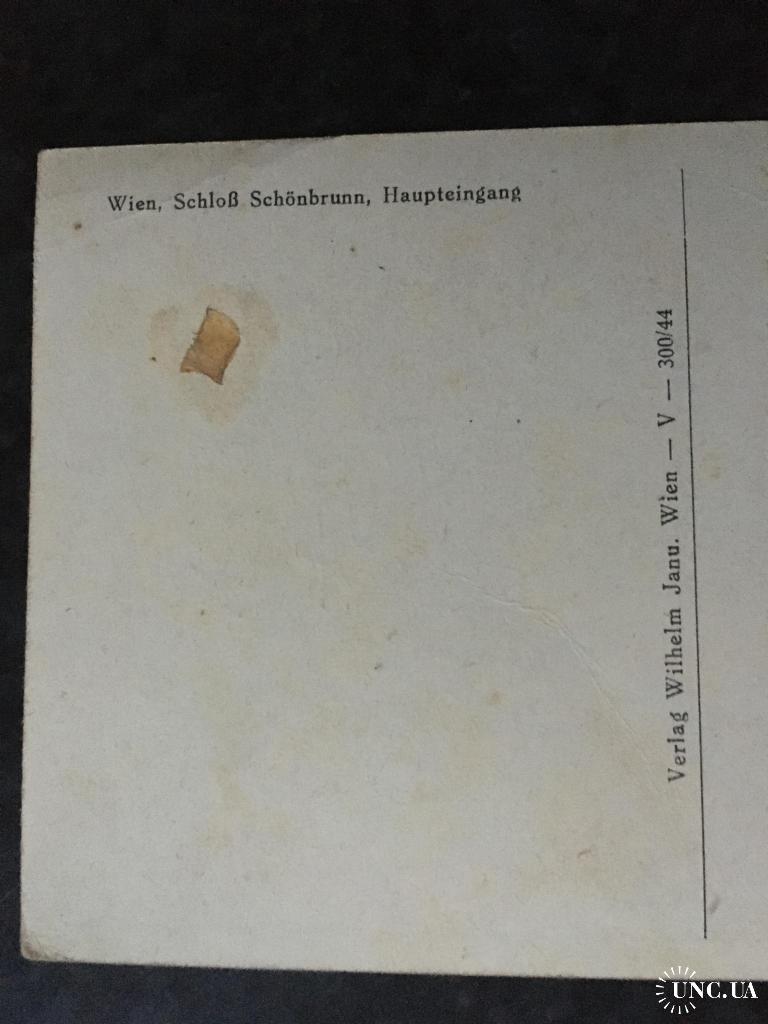 Wien, Schloß Schönbrunn, Haupteingang
Verlag Wilhelm Janu. Wien — V — 300/44
UNC.UA